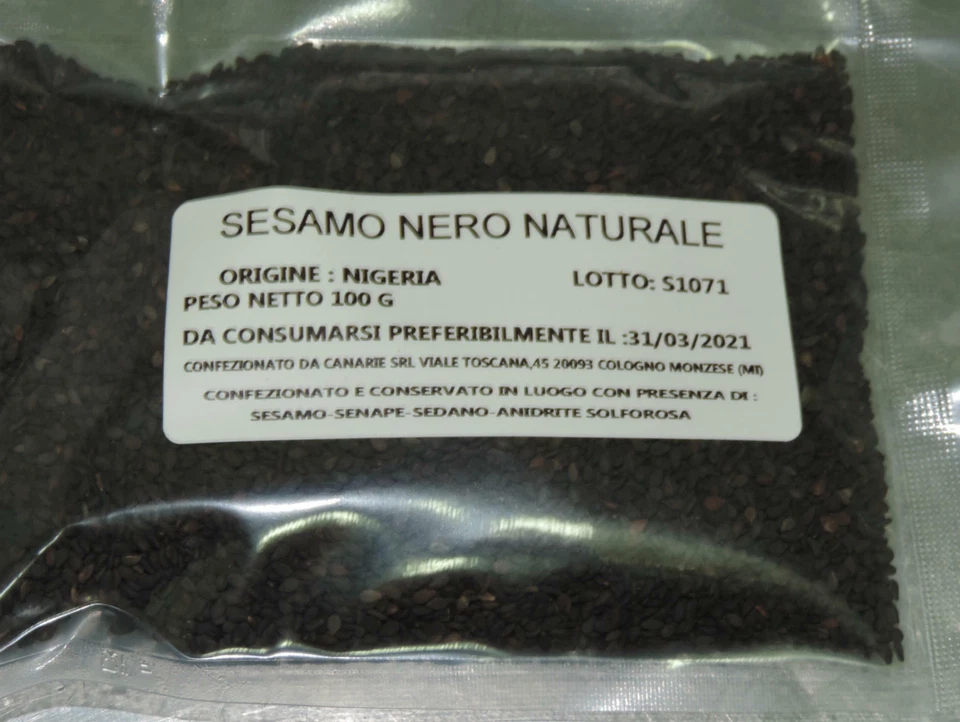 SESAMO NERO NATURALE
ORIGINE : NIGERIA LOTTO: S1071
PESO NETTO 100 G
DA CONSUMARSI PREFERIBILMENTE IL :31/03/2021
CONFEZIONATO DA CANARIE SRL VIALE TOSCANA,45 20093 COLOGNO MONZESE (MI)
CONFEZIONATO E CONSERVATO IN LUOGO CON PRESENZA DI :
SESAMO-SENAPE-SEDANO-ANIDRITE SOLFOROSA